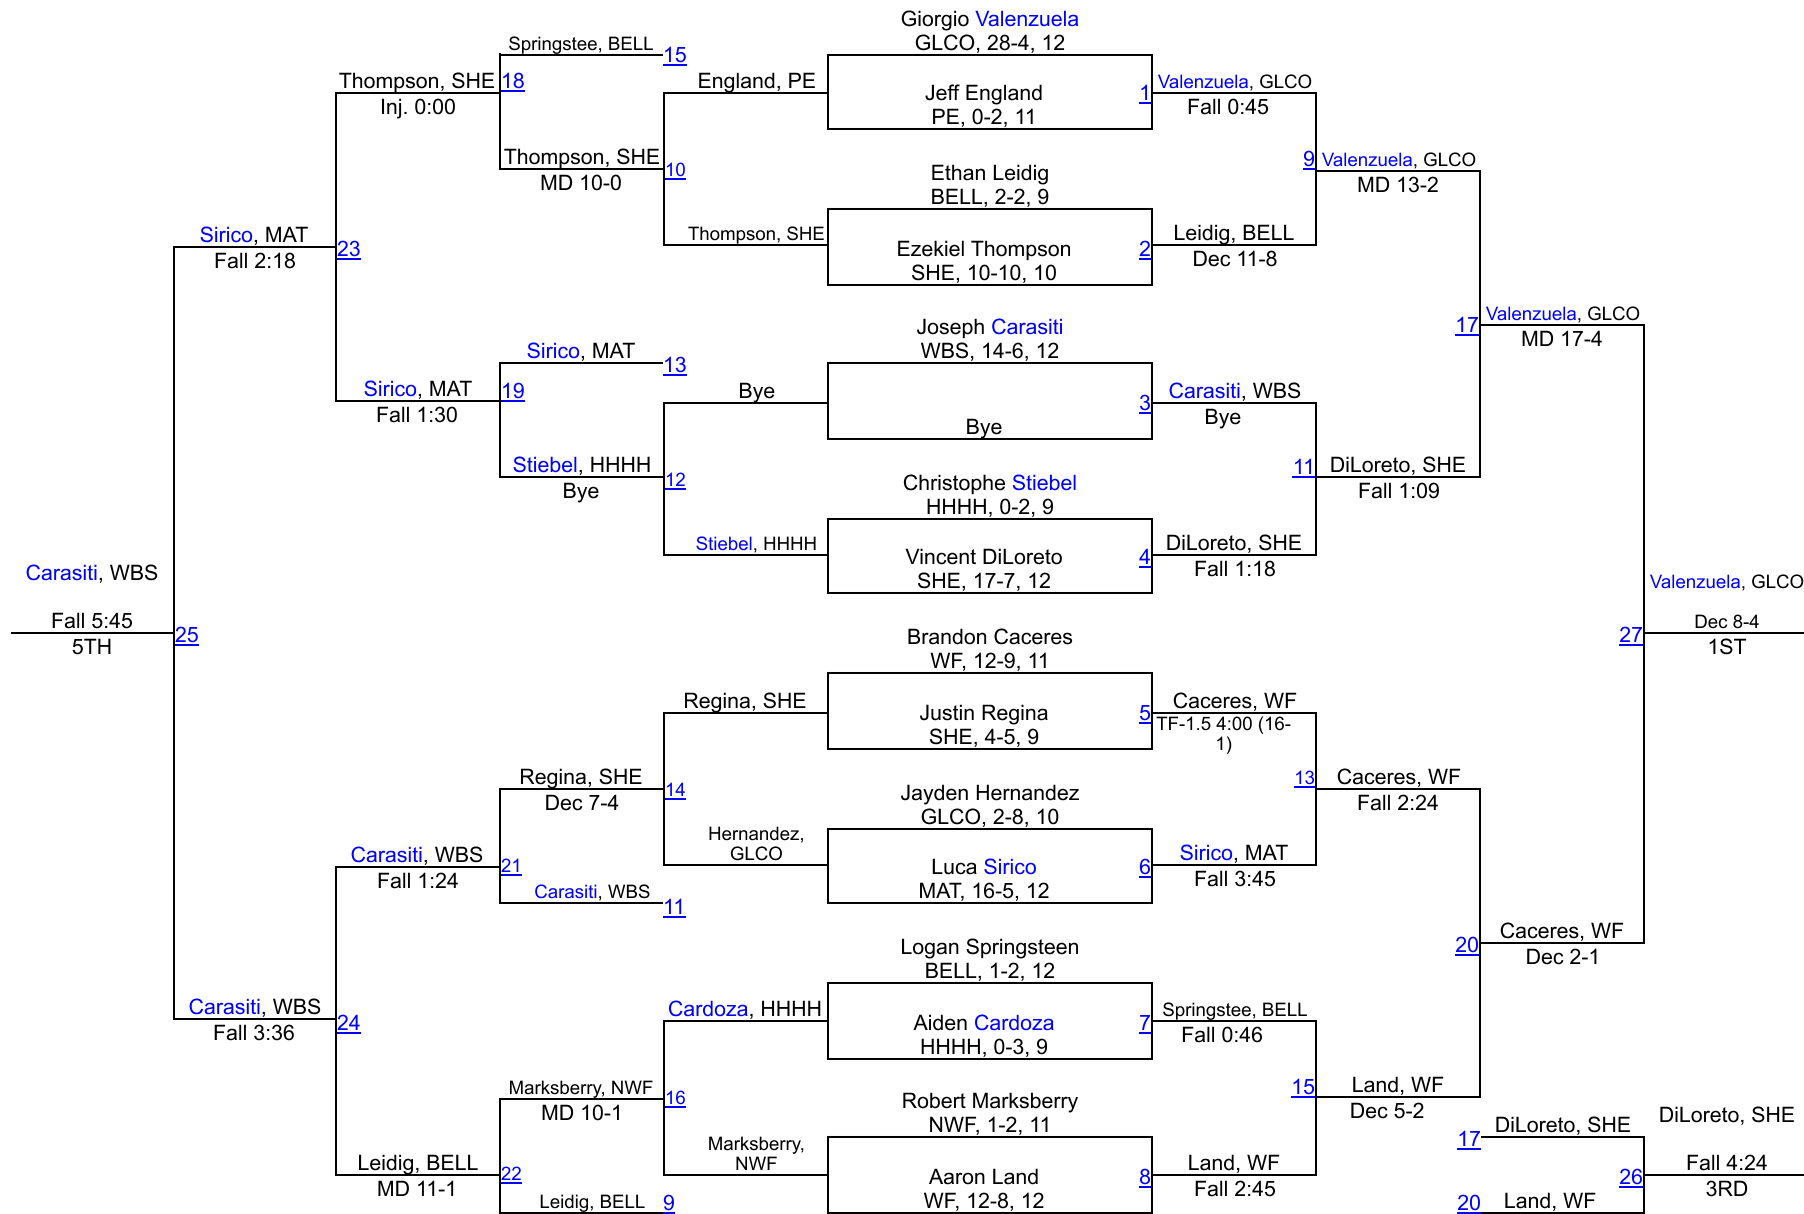 Giorgio Valenzuela
GLCO, 28-4, 12
Springstee, BELL
15
Thompson, SHE
18
England, PE
Jeff England
1
Valenzuela, GLCO
Inj. 0:00
PE, 0-2, 11
Fall 0:45
Thompson, SHE
10
MD 10-0
Ethan Leidig
BELL, 2-2, 9
9
Valenzuela, GLCO
MD 13-2
Sirico, MAT
23
Fall 2:18
Thompson, SHE
Ezekiel Thompson
2
Leidig, BELL
SHE, 10-10, 10
Dec 11-8
Joseph Carasiti
WBS, 14-6, 12
17
Valenzuela, GLCO
MD 17-4
Sirico, MAT
13
Sirico, MAT
19
Fall 1:30
Bye
3
Carasiti, WBS
Bye
Bye
Stiebel, HHHH
12
Bye
Christophe Stiebel
HHHH, 0-2, 9
11
DiLoreto, SHE
Fall 1:09
Stiebel, HHHH
Vincent DiLoreto
4
DiLoreto, SHE
SHE, 17-7, 12
Fall 1:18
Carasiti, WBS
Fall 5:45
25
5TH
Valenzuela, GLCO
Dec 8-4
27
1ST
Brandon Caceres
WF, 12-9, 11
Regina, SHE
Justin Regina
5
Caceres, WF
SHE, 4-5, 9
TF-1.5 4:00 (16-
1)
Regina, SHE
14
Dec 7-4
Jayden Hernandez
GLCO, 2-8, 10
13
Caceres, WF
Fall 2:24
Hernandez,
GLCO
Carasiti, WBS
21
Fall 1:24
Luca Sirico
6
Sirico, MAT
MAT, 16-5, 12
Fall 3:45
Carasiti, WBS
11
Logan Springsteen
BELL, 1-2, 12
20
Caceres, WF
Dec 2-1
Carasiti, WBS
24
Fall 3:36
Cardoza, HHHH
Aiden Cardoza
7
Springstee, BELL
HHHH, 0-3, 9
Fall 0:46
Marksberry, NWF
16
MD 10-1
Robert Marksberry
NWF, 1-2, 11
15
Land, WF
Dec 5-2
Marksberry,
NWF
Leidig, BELL
22
MD 11-1
Aaron Land
8
Land, WF
WF, 12-8, 12
Fall 2:45
Leidig, BELL
9
17
DiLoreto, SHE
DiLoreto, SHE
Fall 4:24
26
3RD
20
Land, WF